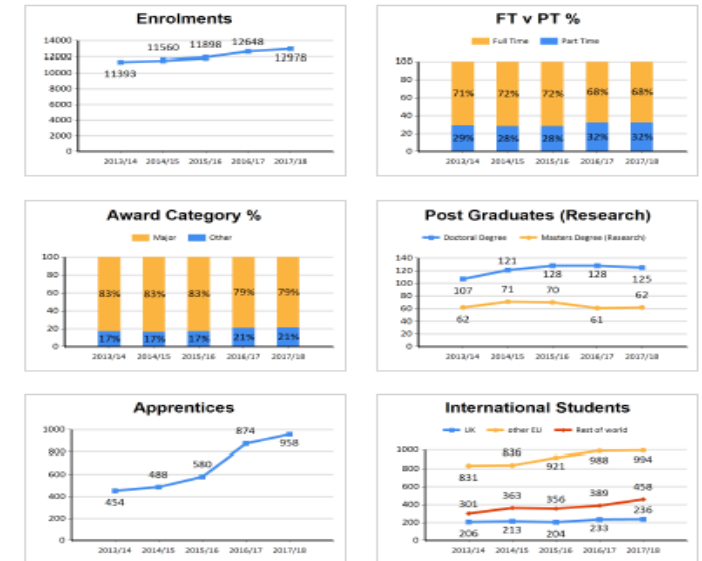 Enrolments
14000
12000
10000
8000
6000
4000
2000
0
11393
11560
11898
12648
12978
2013/14 2014/15 2015/16 2016/17 2017/18
FT v PT %
Full Time Part Time
100
80
60
40
20
0
71% 72% 72% 68% 68%
29% 28% 28% 32% 32%
2013/14 2014/15 2015/16 2016/17 2017/18
Award Category %
Major Other
100
80
60
40
20
0
83% 83% 83% 79% 79%
17% 17% 17% 21% 21%
2013/14 2014/15 2015/16 2016/17 2017/18
Post Graduates (Research)
Doctoral Degree Masters Degree (Research)
140
120
100
80
60
40
20
0
107 121 128 128 125
62 71 70 61 62
2013/14 2014/15 2015/16 2016/17 2017/18
Apprentices
1000
800
600
400
200
0
454 488 580 874 958
2013/14 2014/15 2015/16 2016/17 2017/18
International Students
UK other EU Rest of world
1000
800
600
400
200
0
831 836 921 988 994
301 363 356 389 458
206 213 204 233 236
2013/14 2014/15 2015/16 2016/17 2017/18